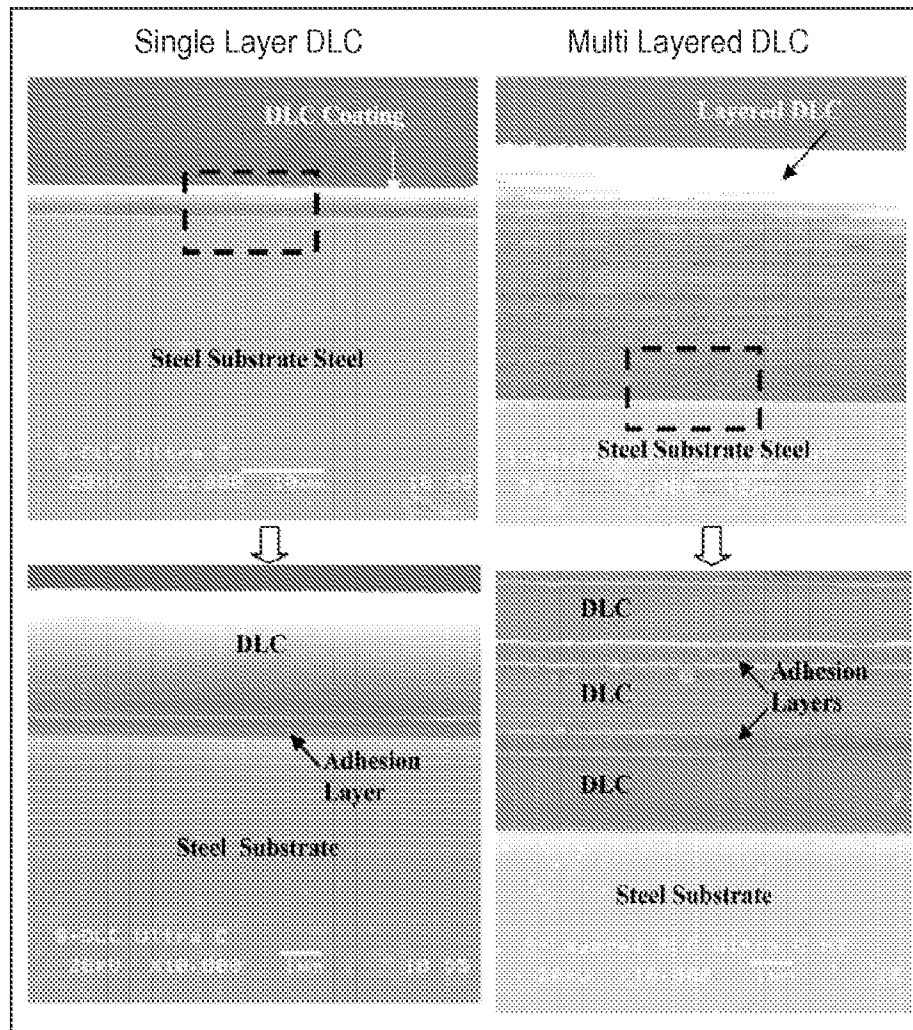 Single Layer DLC
Multi Layered DLC
DLC Coating
Layered DLC
Steel Substrate Steel
Steel Substrate Steel
DLC
Adhesion
Layer
Steel Substrate
DLC
Adhesion
Layers
DLC
DLC
Steel Substrate